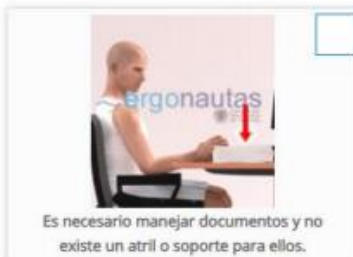 ergonautas
Es necesario manejar documentos y no
existe un atril o soporte para ellos.